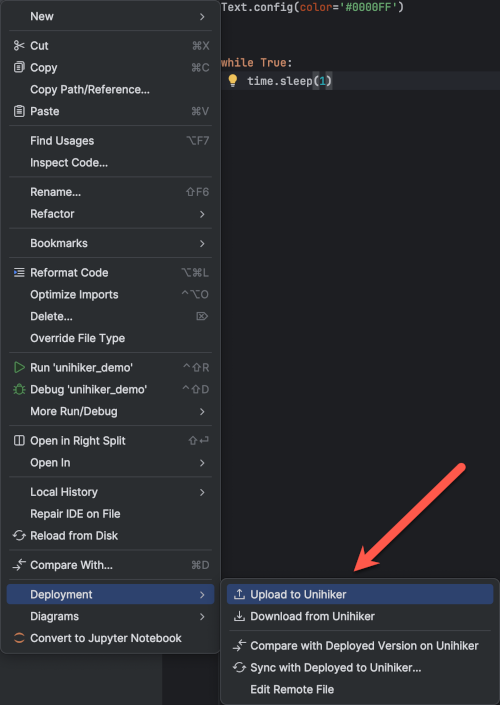 Text.config(color='#0000FF')
while True:
time.sleep(1)
New
Cut ⌘X
Copy ⌘C
Copy Path/Reference...
Paste ⌘V
Find Usages ⌥F7
Inspect Code...
Rename... ⇧F6
Refactor
Bookmarks
Reformat Code ⌥⌘L
Optimize Imports ^⌥O
Delete... ⌦
Override File Type
Run 'unihiker_demo' ^⇧R
Debug 'unihiker_demo' ^⇧D
More Run/Debug
Open in Right Split ⇧⏎
Open In
Local History
Repair IDE on File
Reload from Disk
Compare With... ⌘D
Deployment
Diagrams
Convert to Jupyter Notebook
Upload to Unihiker
Download from Unihiker
Compare with Deployed Version on Unihiker
Sync with Deployed to Unihiker...
Edit Remote File